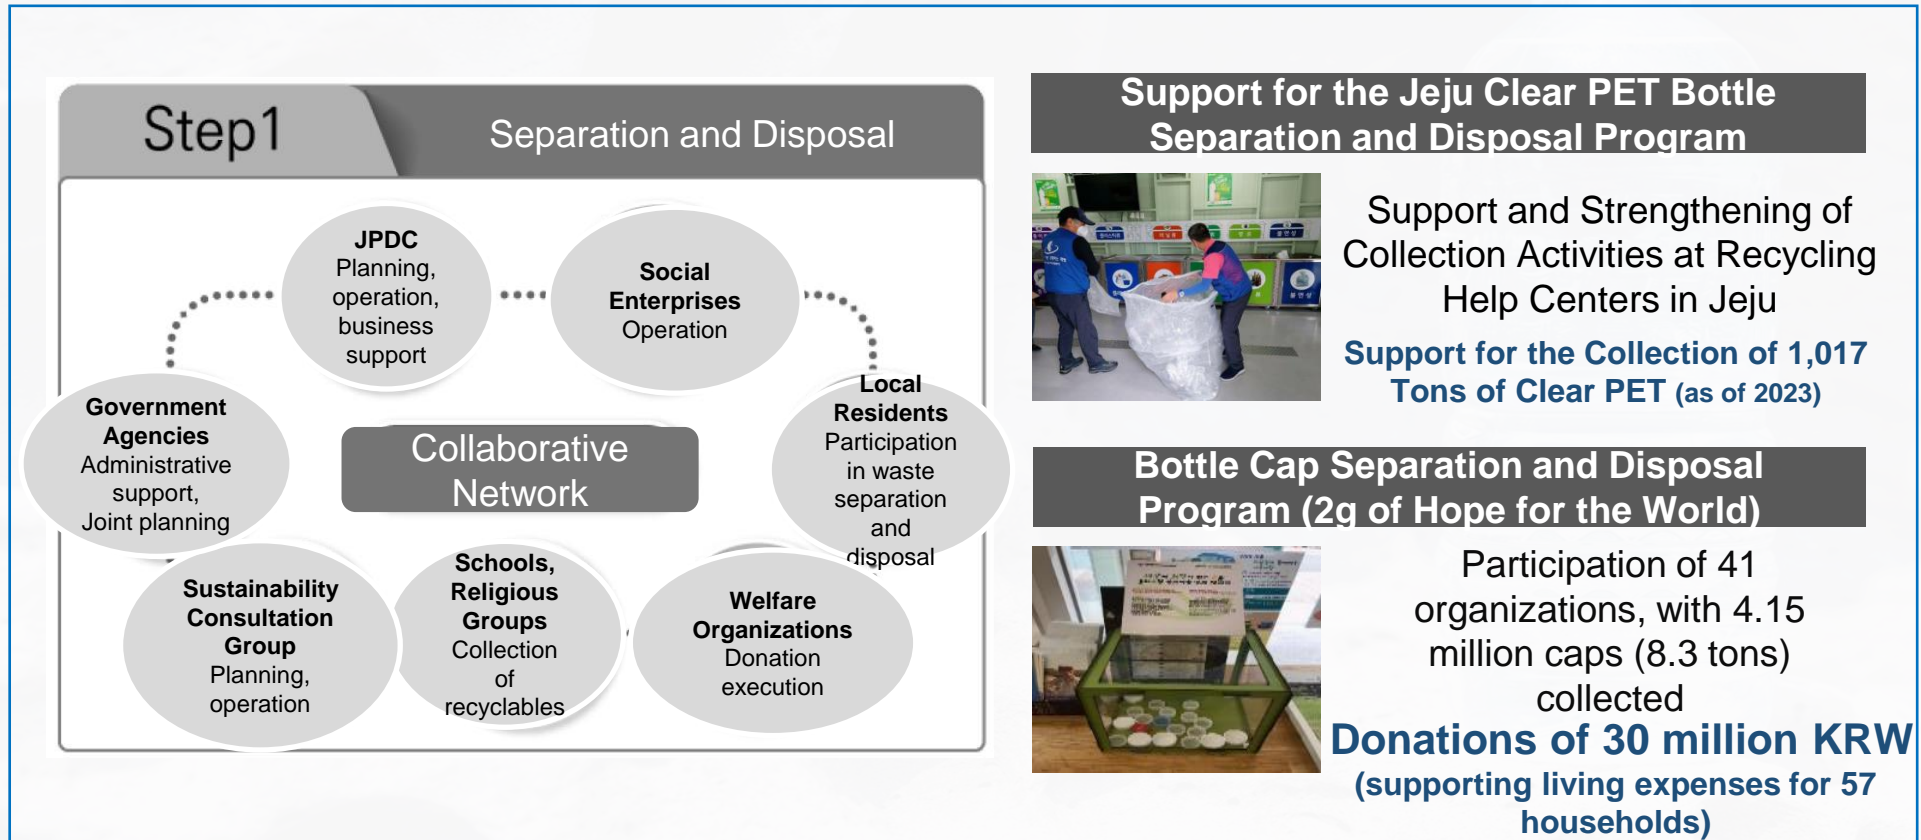 Step1
Separation and Disposal
JPDC
Planning,
operation,
business
support
Social
Enterprises
Operation
Government
Agencies
Administrative
support,
Joint planning
Collaborative
Network
Local
Residents
Participation
in waste
separation
and
disposal
Sustainability
Consultation
Group
Planning,
operation
Schools,
Religious
Groups
Collection
of
recyclables
Welfare
Organizations
Donation
execution
Support for the Jeju Clear PET Bottle
Separation and Disposal Program
Support and Strengthening of
Collection Activities at Recycling
Help Centers in Jeju
Support for the Collection of 1,017
Tons of Clear PET (as of 2023)
Bottle Cap Separation and Disposal
Program (2g of Hope for the World)
Participation of 41
organizations, with 4.15
million caps (8.3 tons)
collected
Donations of 30 million KRW
(supporting living expenses for 57
households)